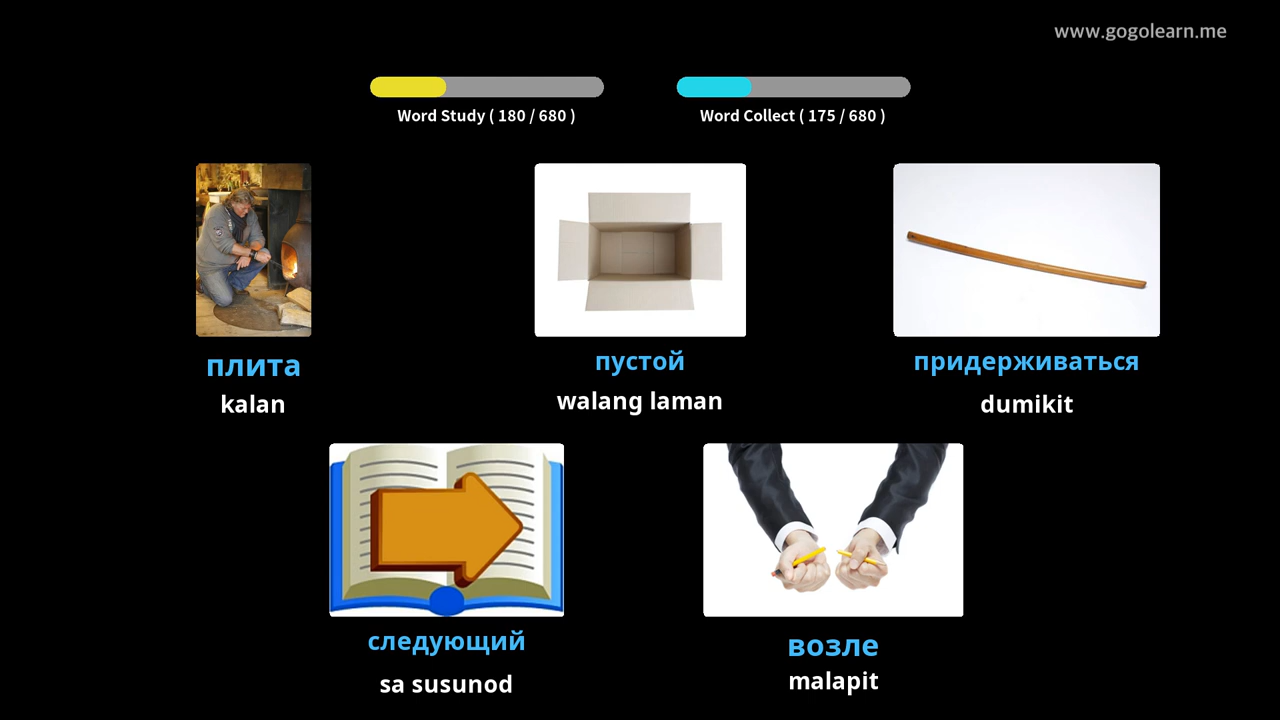 www.gogolearn.me
Word Study ( 180 / 680 )
Word Collect ( 175 / 680 )
плита
kalan
пустой
walang laman
придерживаться
dumikit
следующий
sa susunod
возле
malapit